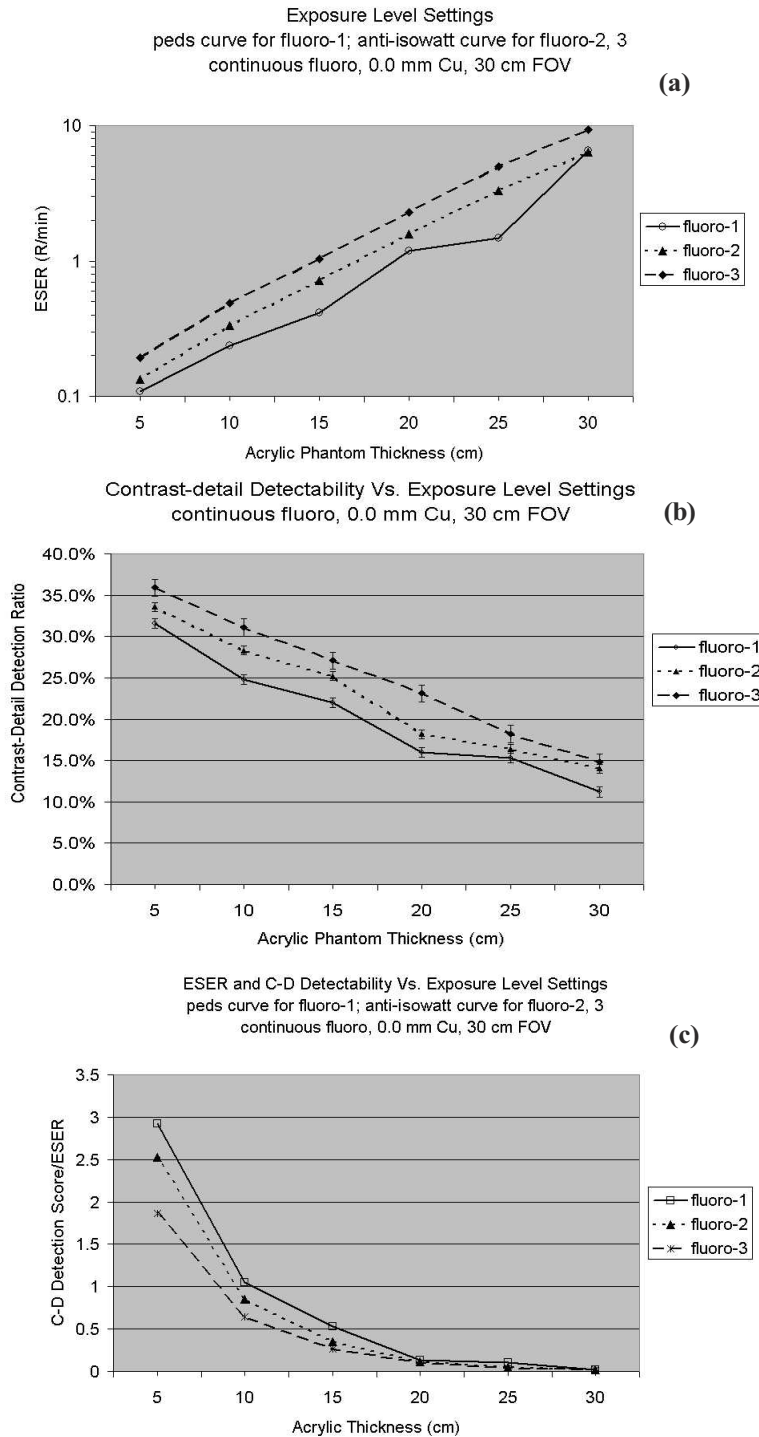 Exposure Level Settings
peds curve for fluoro-1; anti-isowatt curve for fluoro-2, 3
continuous fluoro, 0.0 mm Cu, 30 cm FOV
(a)
10
1
0.1
ESER (R/min)
5 10 15 20 25 30
Acrylic Phantom Thickness (cm)
fluoro-1
fluoro-2
fluoro-3
Contrast-detail Detectability Vs. Exposure Level Settings
continuous fluoro, 0.0 mm Cu, 30 cm FOV
(b)
40.0%
35.0%
30.0%
25.0%
20.0%
15.0%
10.0%
5.0%
0.0%
Contrast-Detail Detection Ratio
5 10 15 20 25 30
Acrylic Phantom Thickness (cm)
fluoro-1
fluoro-2
fluoro-3
ESER and C-D Detectability Vs. Exposure Level Settings
peds curve for fluoro-1; anti-isowatt curve for fluoro-2, 3
continuous fluoro, 0.0 mm Cu, 30 cm FOV
(c)
3.5
3
2.5
2
1.5
1
0.5
0
C-D Detection Score/ESER
5 10 15 20 25 30
Acrylic Thickness (cm)
fluoro-1
fluoro-2
fluoro-3